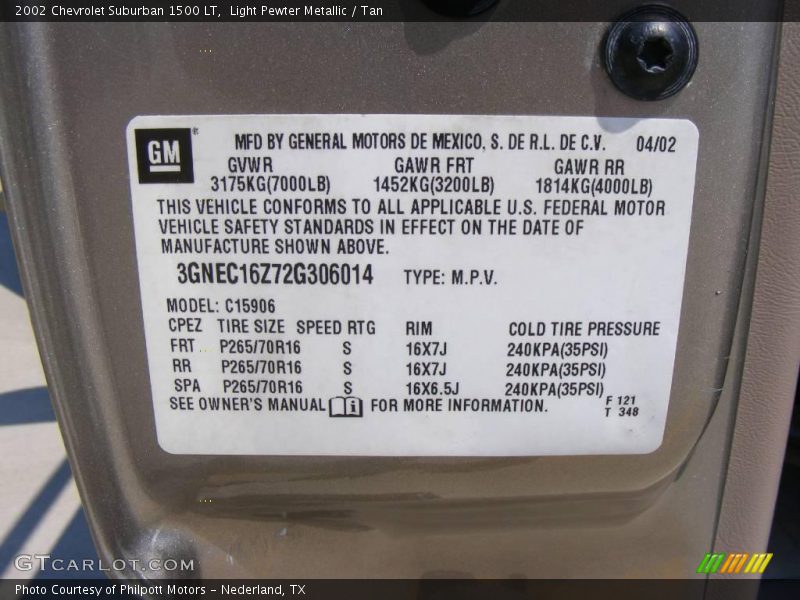 2002 Chevrolet Suburban 1500 LT,  Light Pewter Metallic / Tan
GM ® MFD BY GENERAL MOTORS DE MEXICO, S. DE R.L. DE C.V. 04/02
GVWR GAWR FRT GAWR RR
3175KG(7000LB) 1452KG(3200LB) 1814KG(4000LB)
THIS VEHICLE CONFORMS TO ALL APPLICABLE U.S. FEDERAL MOTOR
VEHICLE SAFETY STANDARDS IN EFFECT ON THE DATE OF
MANUFACTURE SHOWN ABOVE.
3GNEC16Z72G306014 TYPE: M.P.V.
MODEL: C15906
CPEZ TIRE SIZE SPEED RTG RIM COLD TIRE PRESSURE
FRT P265/70R16 S 16X7J 240KPA(35PSI)
RR P265/70R16 S 16X7J 240KPA(35PSI)
SPA P265/70R16 S 16X6.5J 240KPA(35PSI)
SEE OWNER'S MANUAL i FOR MORE INFORMATION.
F 121
T 348
GTCARLOT.COM
Photo Courtesy of Philpott Motors - Nederland, TX